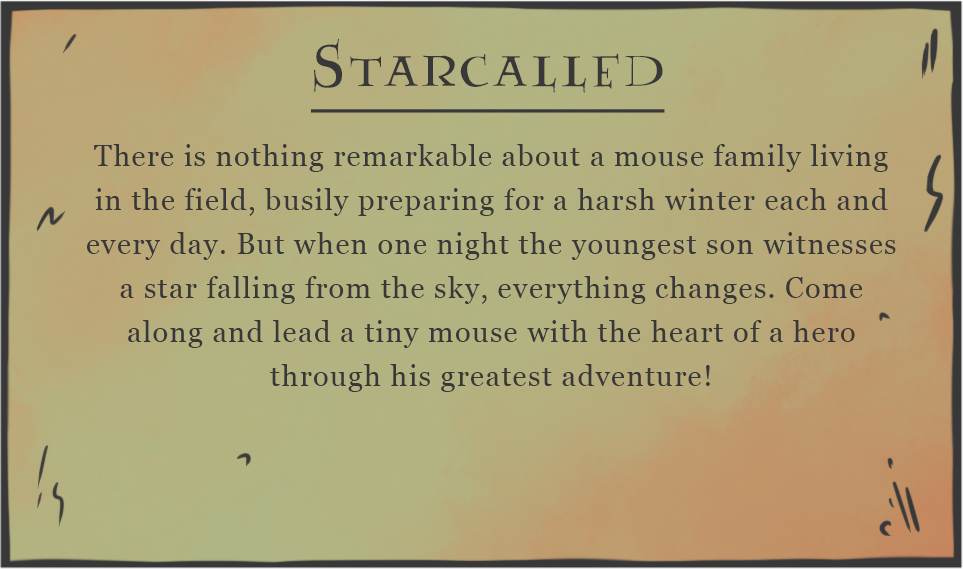 Starcalled
There is nothing remarkable about a mouse family living
in the field, busily preparing for a harsh winter each and
every day. But when one night the youngest son witnesses
a star falling from the sky, everything changes. Come
along and lead a tiny mouse with the heart of a hero
through his greatest adventure!